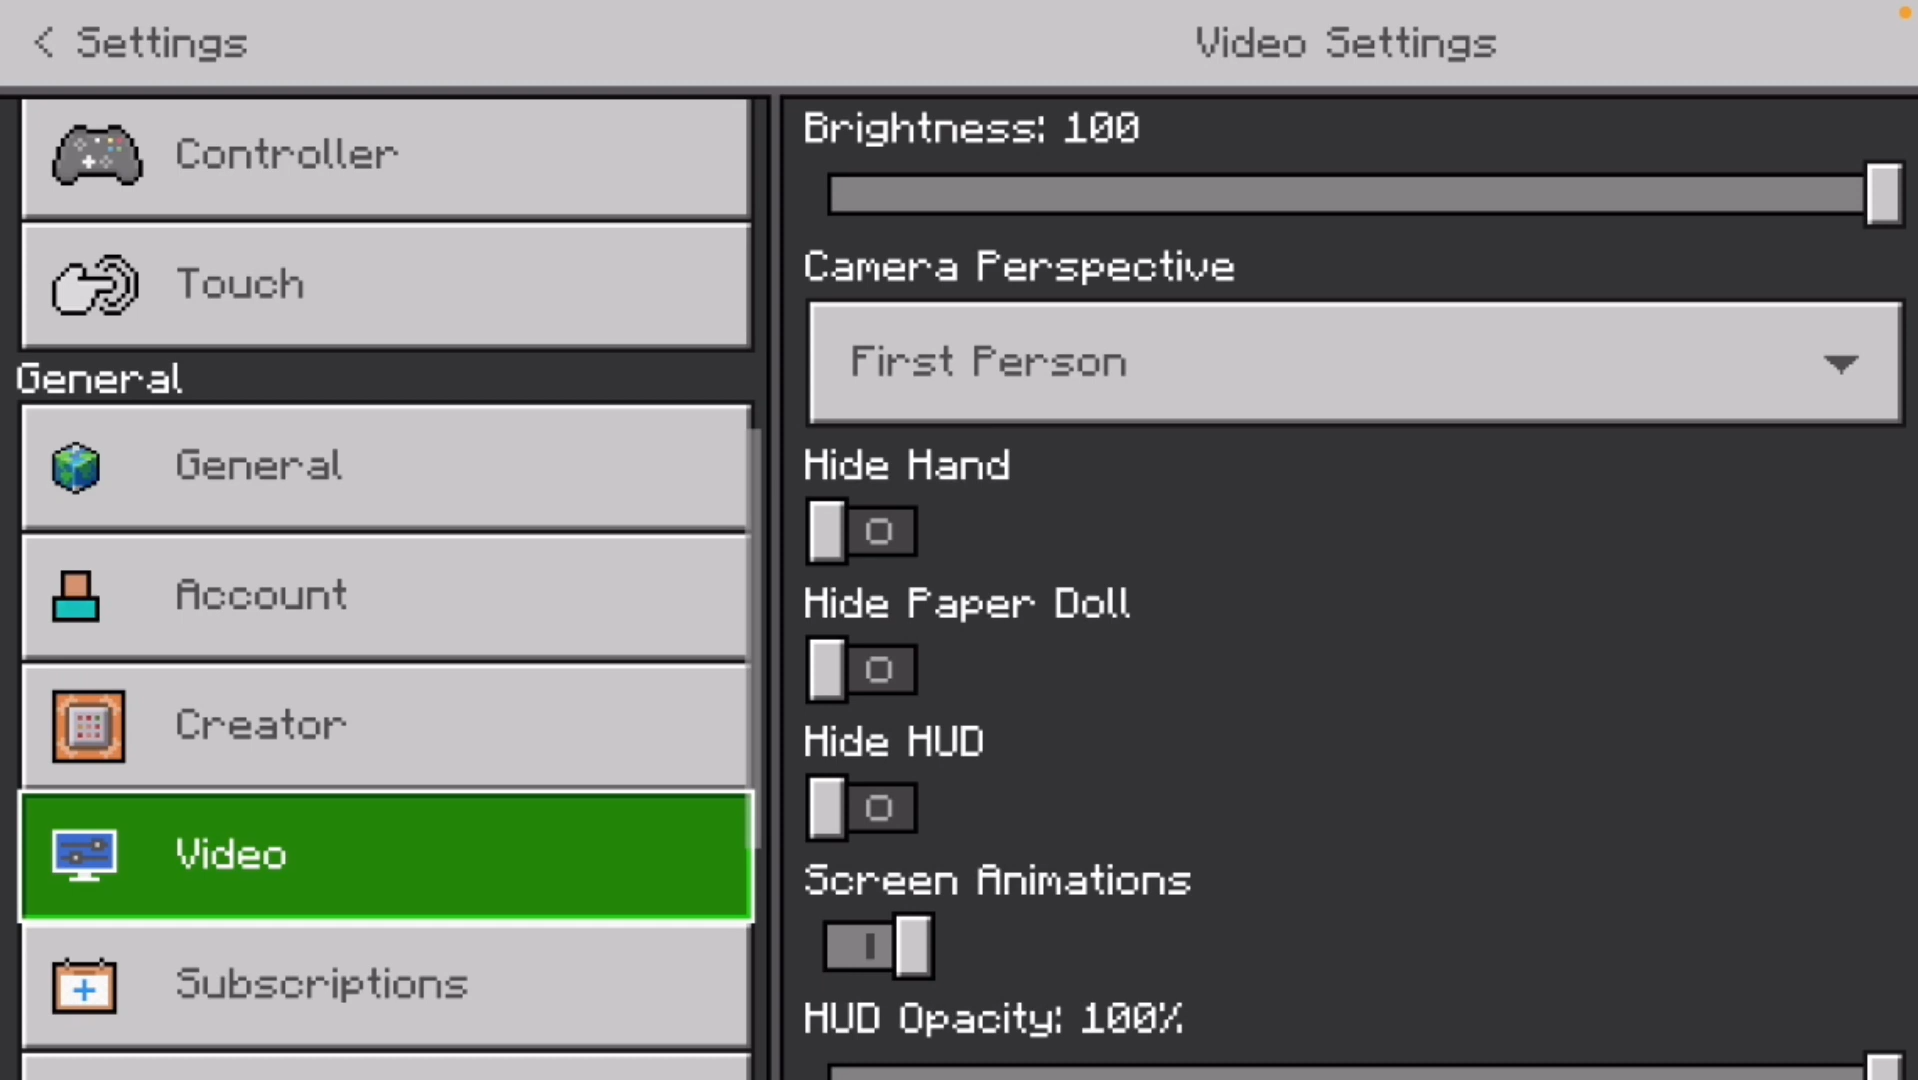 < Settings
Video Settings
Controller
Touch
General
General
Account
Creator
Video
Subscriptions
Brightness: 100
Camera Perspective
First Person
Hide Hand
Hide Paper Doll
Hide HUD
Screen Animations
HUD Opacity: 100%